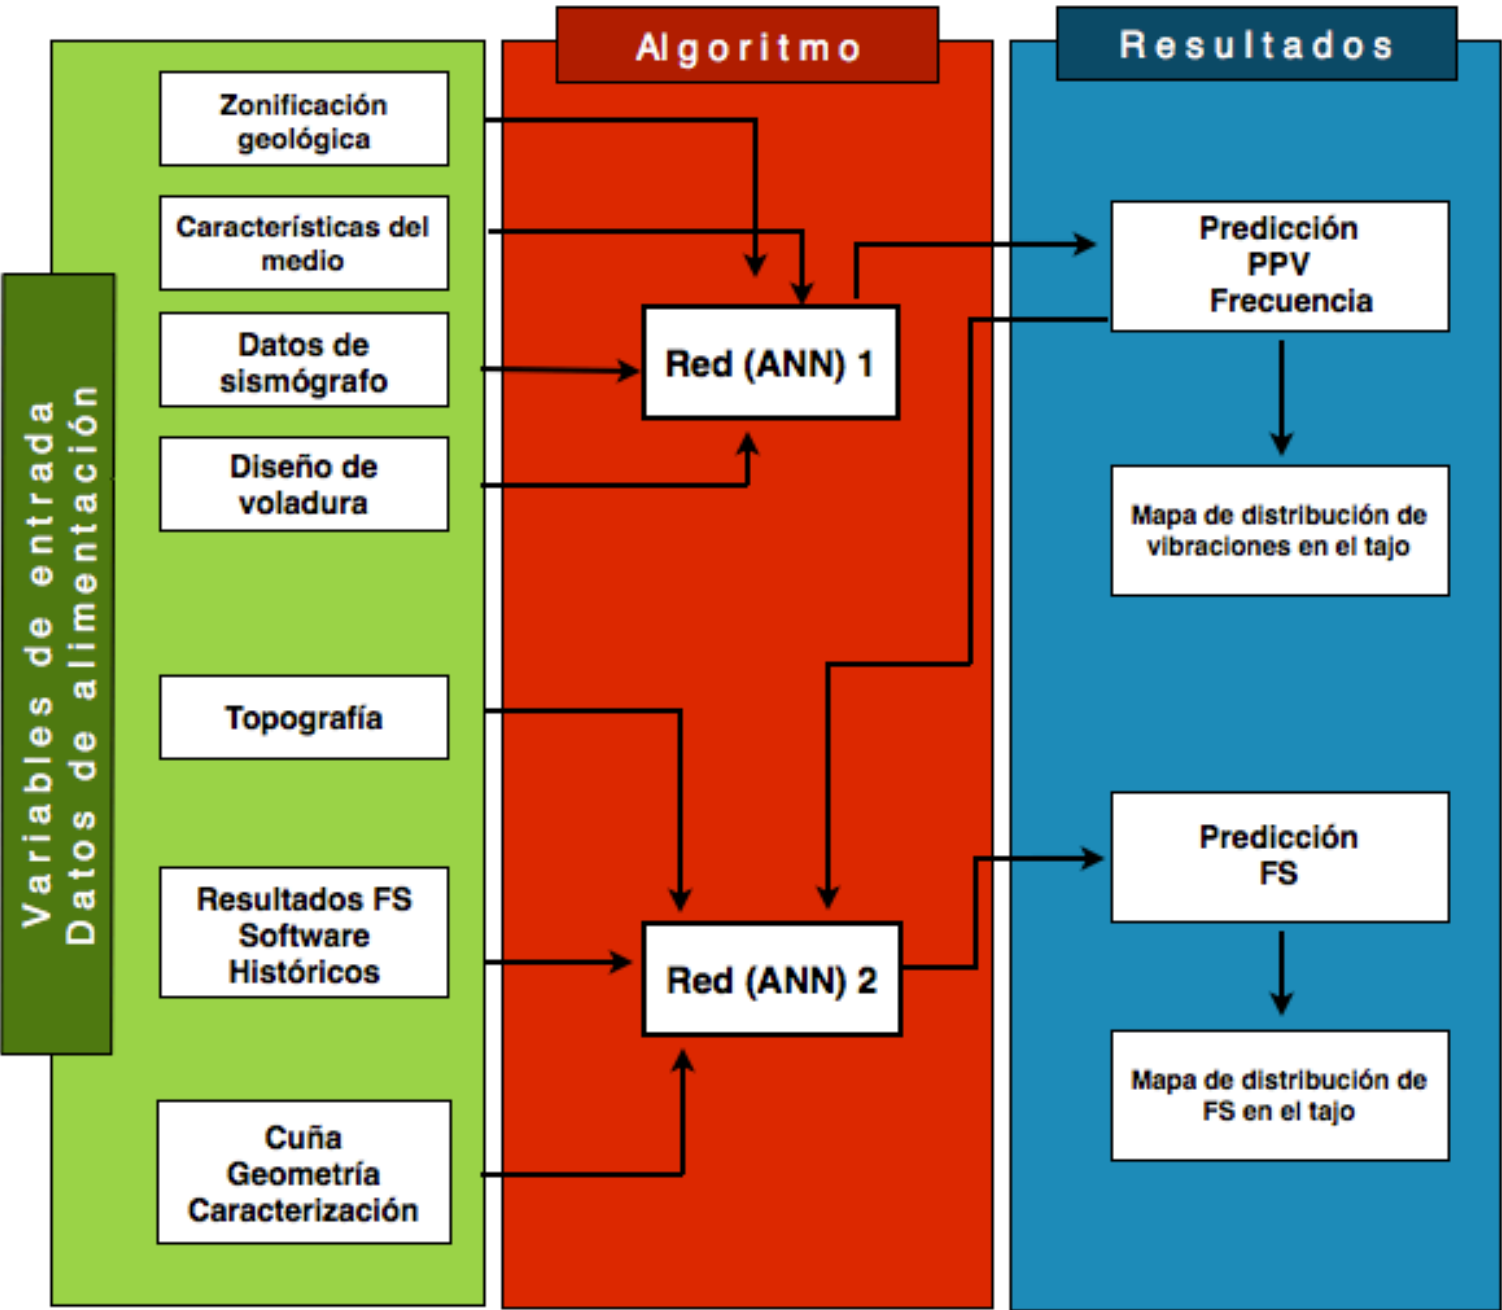 Variables de entrada
Datos de alimentación
Zonificación
geológica
Características del
medio
Datos de
sismógrafo
Diseño de
voladura
Topografía
Resultados FS
Software
Históricos
Cuña
Geometría
Caracterización
Algoritmo
Red (ANN) 1
Red (ANN) 2
Resultados
Predicción
PPV
Frecuencia
Mapa de distribución de
vibraciones en el tajo
Predicción
FS
Mapa de distribución de
FS en el tajo